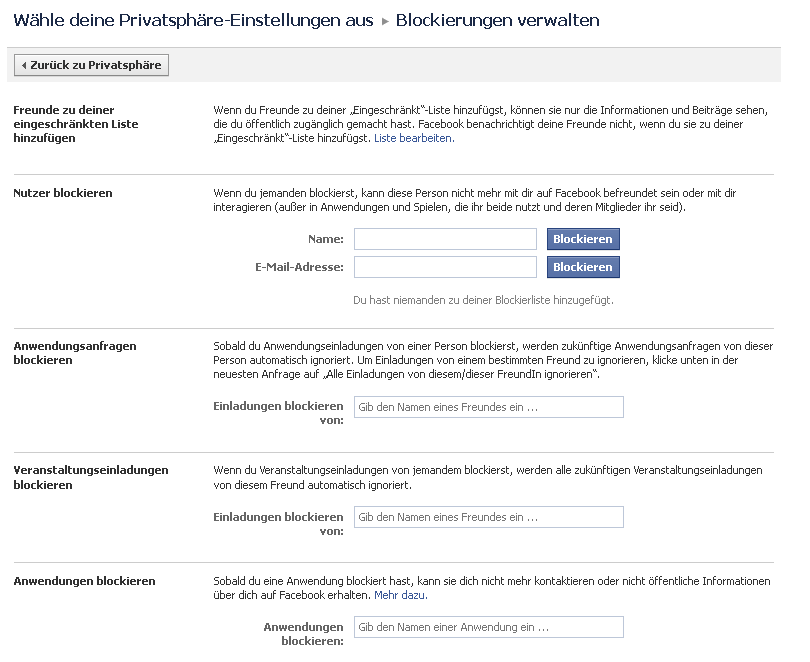 Wähle deine Privatsphäre-Einstellungen aus ▸ Blockierungen verwalten
Zurück zu Privatsphäre
Freunde zu deiner
eingeschränkten Liste
hinzufügen
Wenn du Freunde zu deiner „Eingeschränkt“-Liste hinzufügst, können sie nur die Informationen und Beiträge sehen,
die du öffentlich zugänglich gemacht hast. Facebook benachrichtigt deine Freunde nicht, wenn du sie zu deiner
„Eingeschränkt“-Liste hinzufügst. Liste bearbeiten.
Nutzer blockieren
Wenn du jemanden blockierst, kann diese Person nicht mehr mit dir auf Facebook befreundet sein oder mit dir
interagieren (außer in Anwendungen und Spielen, die ihr beide nutzt und deren Mitglieder ihr seid).
Name: Blockieren
E-Mail-Adresse: Blockieren
Du hast niemanden zu deiner Blockierliste hinzugefügt.
Anwendungsanfragen
blockieren
Sobald du Anwendungseinladungen von einer Person blockierst, werden zukünftige Anwendungsanfragen von dieser
Person automatisch ignoriert. Um Einladungen von einem bestimmten Freund zu ignorieren, klicke unten in der
neuesten Anfrage auf „Alle Einladungen von diesem/dieser FreundIn ignorieren“.
Einladungen blockieren
von:
Gib den Namen eines Freundes ein ...
Veranstaltungseinladungen
blockieren
Wenn du Veranstaltungseinladungen von jemandem blockierst, werden alle zukünftigen Veranstaltungseinladungen
von diesem Freund automatisch ignoriert.
Einladungen blockieren
von:
Gib den Namen eines Freundes ein ...
Anwendungen blockieren
Sobald du eine Anwendung blockiert hast, kann sie dich nicht mehr kontaktieren oder nicht öffentliche Informationen
über dich auf Facebook erhalten. Mehr dazu.
Anwendungen
blockieren:
Gib den Namen einer Anwendung ein ...